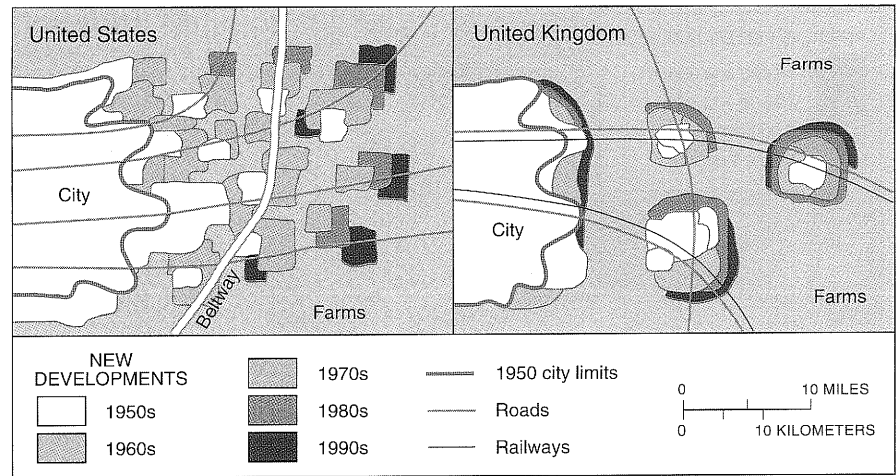 United States
City
Beltway
Farms
United Kingdom
Farms
City
Farms
NEW
DEVELOPMENTS
1950s
1960s
1970s
1980s
1990s
1950 city limits
Roads
Railways
0 10 MILES
0 10 KILOMETERS